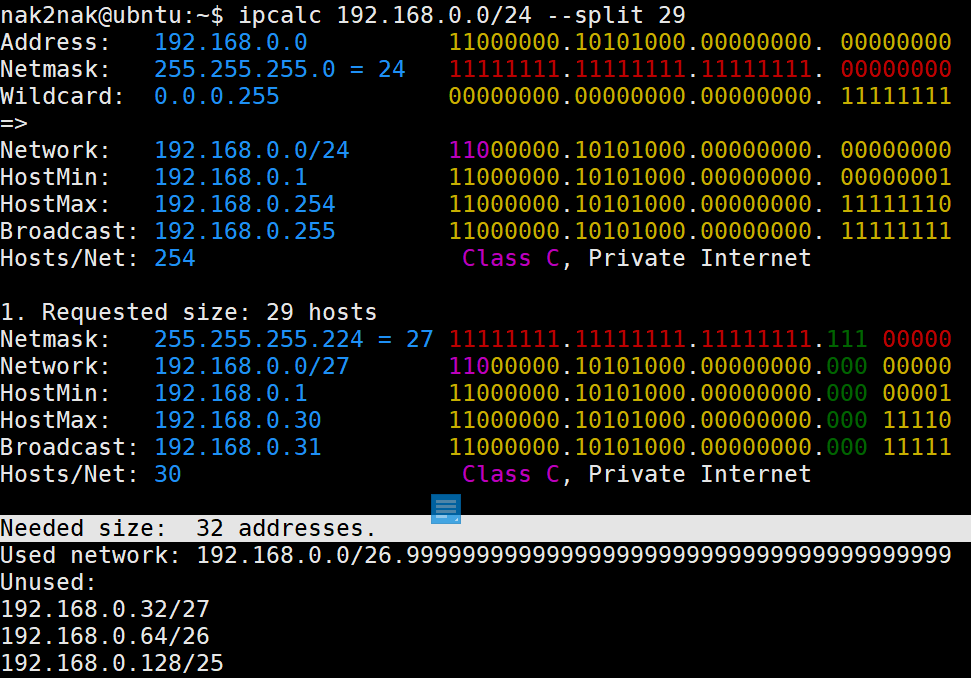 nak2nak@ubntu:~$ ipcalc 192.168.0.0/24 --split 29
Address:   192.168.0.0          11000000.10101000.00000000. 00000000
Netmask:   255.255.255.0 = 24   11111111.11111111.11111111. 00000000
Wildcard:  0.0.0.255            00000000.00000000.00000000. 11111111
=>
Network:   192.168.0.0/24       11000000.10101000.00000000. 00000000
HostMin:   192.168.0.1          11000000.10101000.00000000. 00000001
HostMax:   192.168.0.254        11000000.10101000.00000000. 11111110
Broadcast: 192.168.0.255        11000000.10101000.00000000. 11111111
Hosts/Net: 254                   Class C, Private Internet
1. Requested size: 29 hosts
Netmask:   255.255.255.224 = 27 11111111.11111111.11111111.111 00000
Network:   192.168.0.0/27       11000000.10101000.00000000.000 00000
HostMin:   192.168.0.1          11000000.10101000.00000000.000 00001
HostMax:   192.168.0.30         11000000.10101000.00000000.000 11110
Broadcast: 192.168.0.31         11000000.10101000.00000000.000 11111
Hosts/Net: 30                    Class C, Private Internet
Needed size:  32 addresses.
Used network: 192.168.0.0/26.999999999999999999999999999999999999999
Unused:
192.168.0.32/27
192.168.0.64/26
192.168.0.128/25